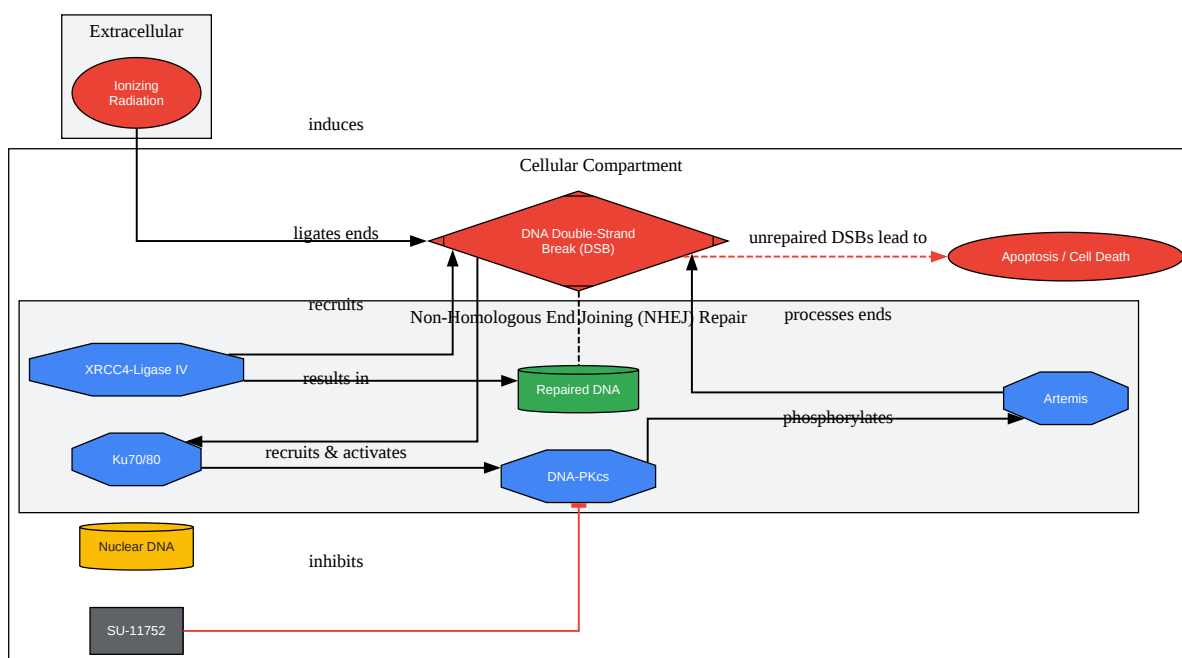 Extracellular
Ionizing
Radiation
induces
Cellular Compartment
DNA Double-Strand
Break (DSB)
ligates ends
unrepaired DSBs lead to
Apoptosis / Cell Death
recruits
Non-Homologous End Joining (NHEJ) Repair
processes ends
XRCC4-Ligase IV
results in
Repaired DNA
Artemis
phosphorylates
Ku70/80
recruits & activates
DNA-PKcs
Nuclear DNA
inhibits
SU-11752